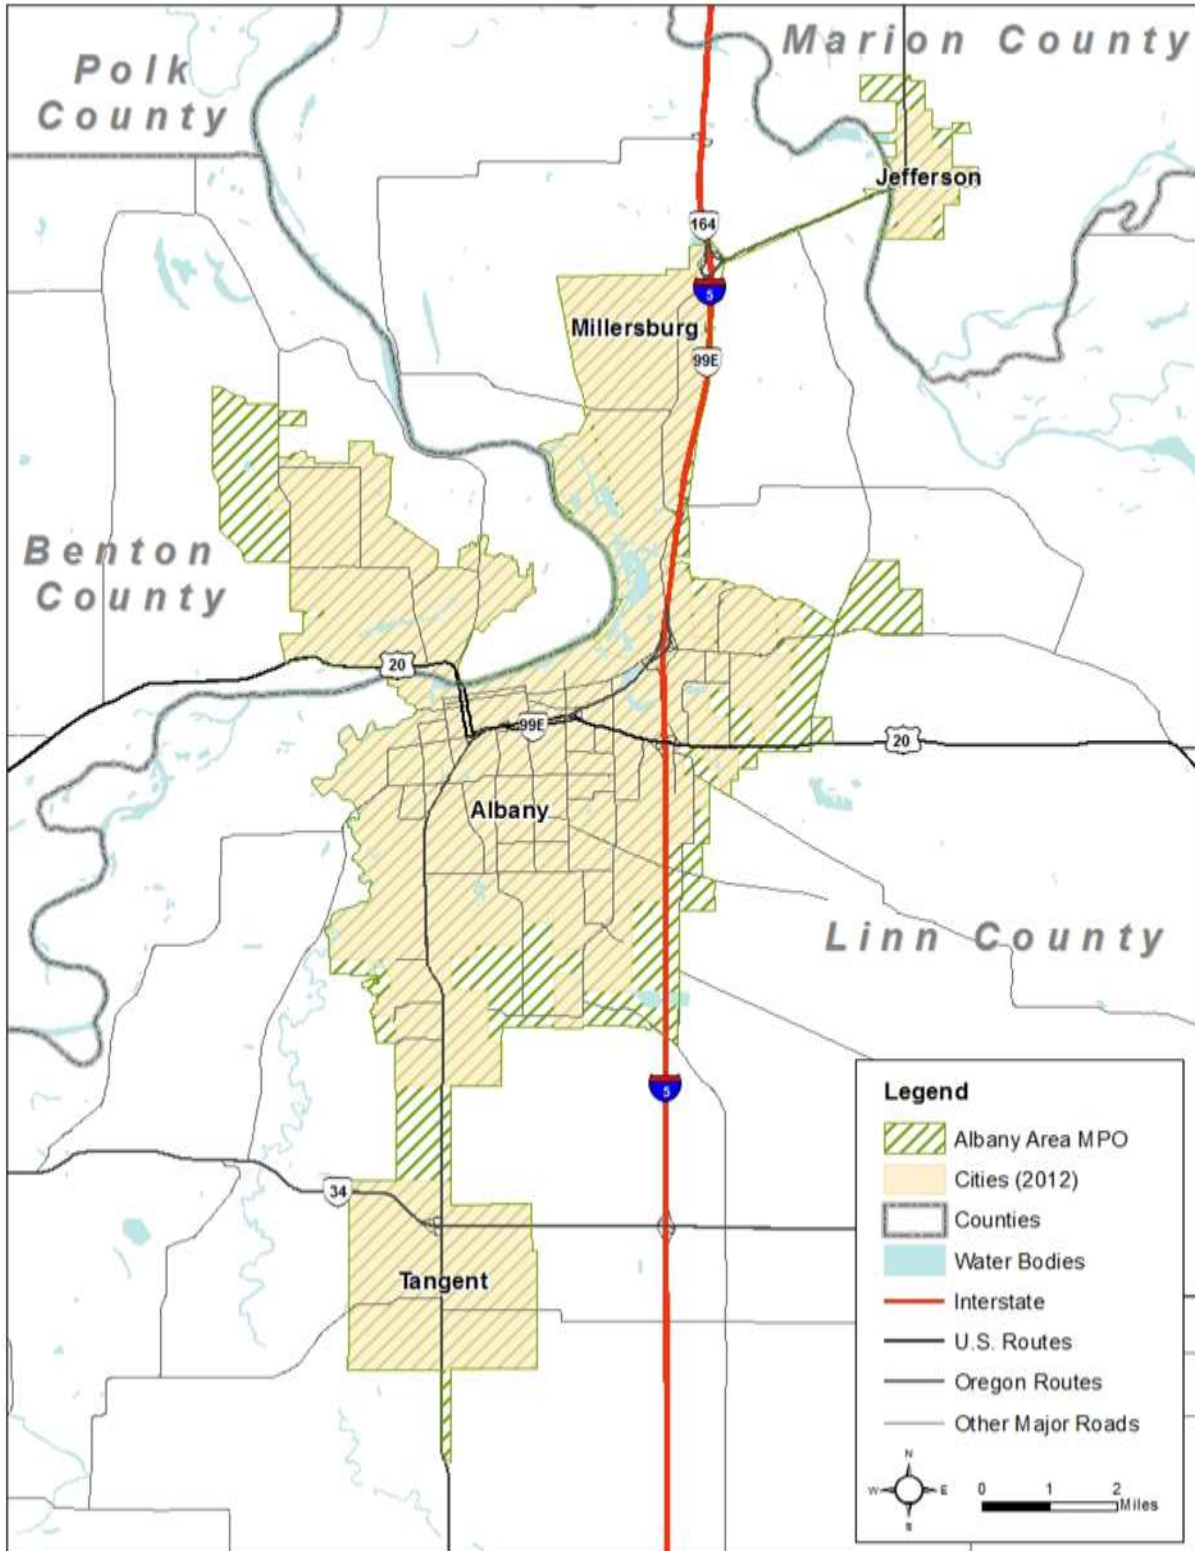 Marion County
Polk
County
Jefferson
164
5
Millersburg
99E
Benton
County
20
99E
20
Albany
Linn County
5
34
Tangent
Legend
Albany Area MPO
Cities (2012)
Counties
Water Bodies
Interstate
U.S. Routes
Oregon Routes
Other Major Roads
N
W E
S
0 1 2
Miles